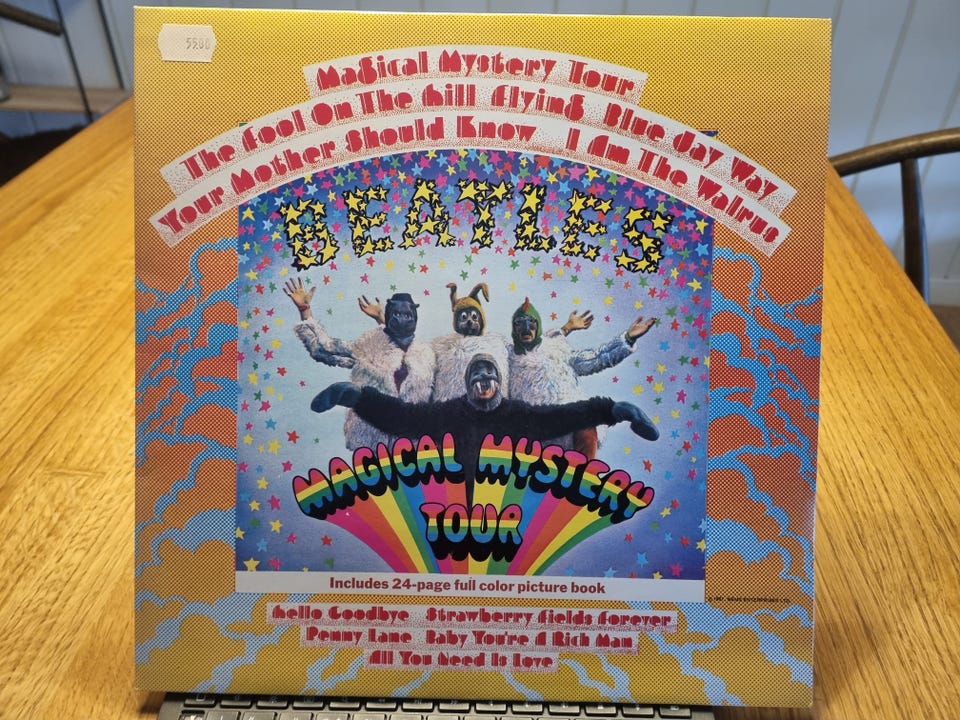 5500
Magical Mystery Tour
The Fool On The Hill Flying Blue Jay Way
Your Mother Should Know I Am The Walrus
BEATLES
MAGICAL MYSTERY
TOUR
Includes 24-page full color picture book
Hello Goodbye Strawberry Fields Forever
Penny Lane Baby You're A Rich Man
All You Need Is Love